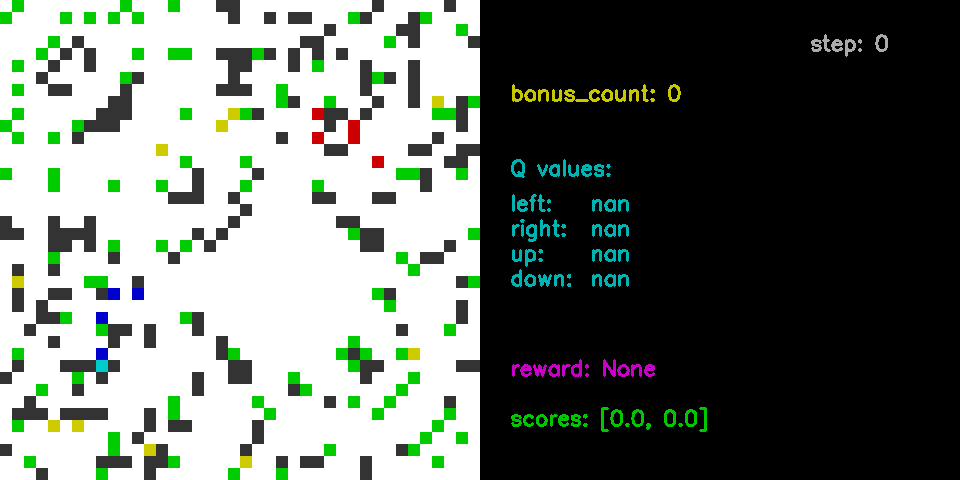 step: 0
bonus_count: 0
Q values:
left: nan
right: nan
up: nan
down: nan
reward: None
scores: [0.0, 0.0]